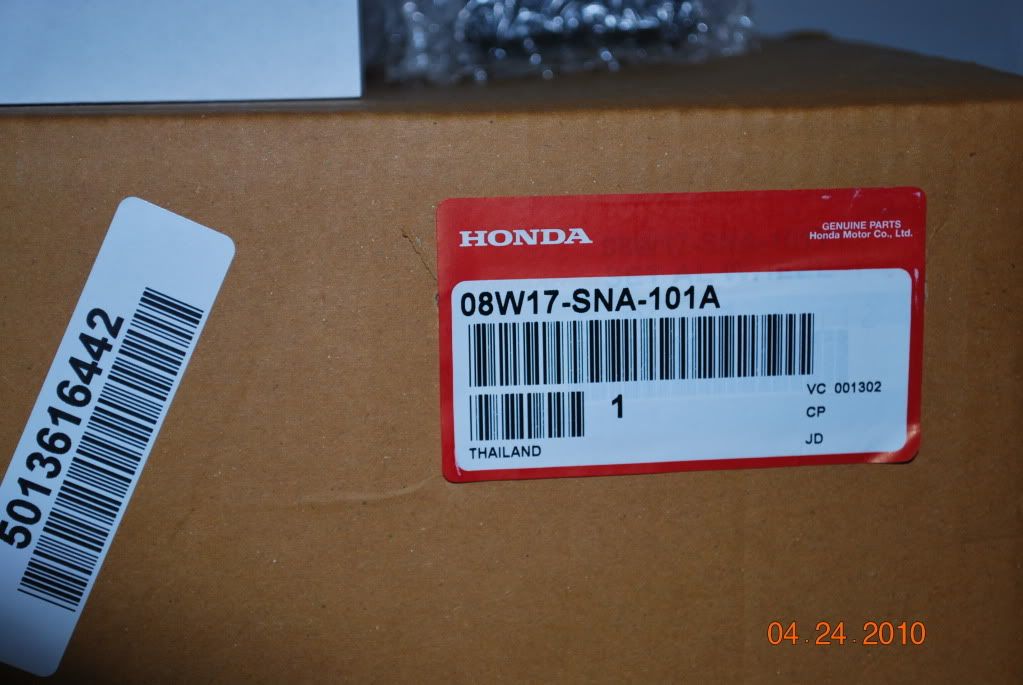 HONDA
GENUINE PARTS
Honda Motor Co., Ltd.
08W17-SNA-101A
1
VC 001302
CP
JD
THAILAND
5013616442
04.24.2010